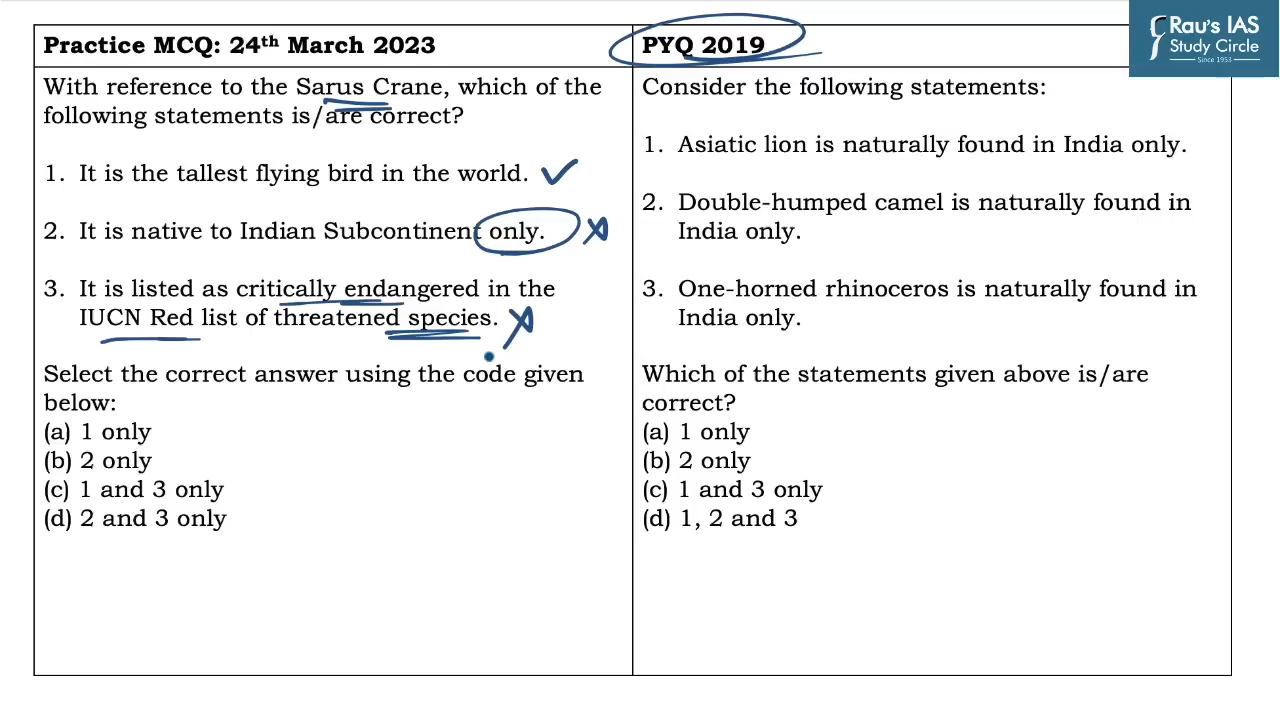 Rau's IAS
Study Circle
Since 1953
Practice MCQ: 24th March 2023
With reference to the Sarus Crane, which of the
following statements is/are correct?
1. It is the tallest flying bird in the world.
2. It is native to Indian Subcontinent only.
3. It is listed as critically endangered in the
IUCN Red list of threatened species.
Select the correct answer using the code given
below:
(a) 1 only
(b) 2 only
(c) 1 and 3 only
(d) 2 and 3 only
PYQ 2019
Consider the following statements:
1. Asiatic lion is naturally found in India only.
2. Double-humped camel is naturally found in
India only.
3. One-horned rhinoceros is naturally found in
India only.
Which of the statements given above is/are
correct?
(a) 1 only
(b) 2 only
(c) 1 and 3 only
(d) 1, 2 and 3